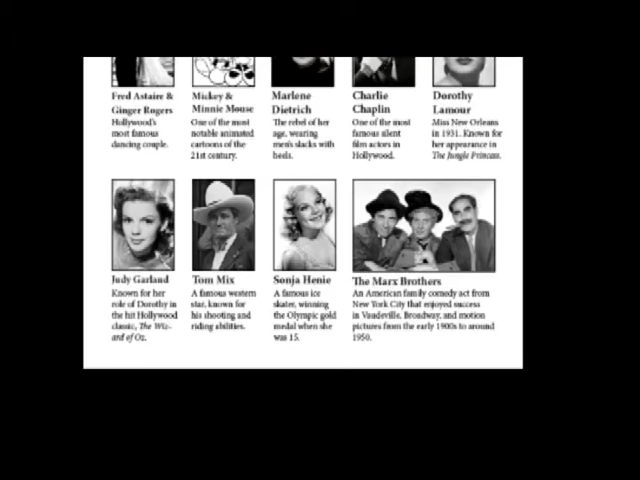 Fred Astaire &
Ginger Rogers
Hollywood's
most famous
dancing couple.
Mickey &
Minnie Mouse
One of the most
notable animated
cartoons of the
21st century.
Marlene
Dietrich
The rebel of her
age, wearing
men's slacks with
heels.
Charlie
Chaplin
One of the most
famous silent
film actors in
Hollywood.
Dorothy
Lamour
Miss New Orleans
in 1931. Known for
her appearance in
The Jungle Princess.
Judy Garland
Known for her
role of Dorothy in
the hit Hollywood
classic, The Wiz-
ard of Oz.
Tom Mix
A famous western
star, known for
his shooting and
riding abilities.
Sonja Henie
A famous ice
skater, winning
the Olympic gold
medal when she
was 15.
The Marx Brothers
An American family comedy act from
New York City that enjoyed success
in Vaudeville, Broadway, and motion
pictures from the early 1900s to around
1950.